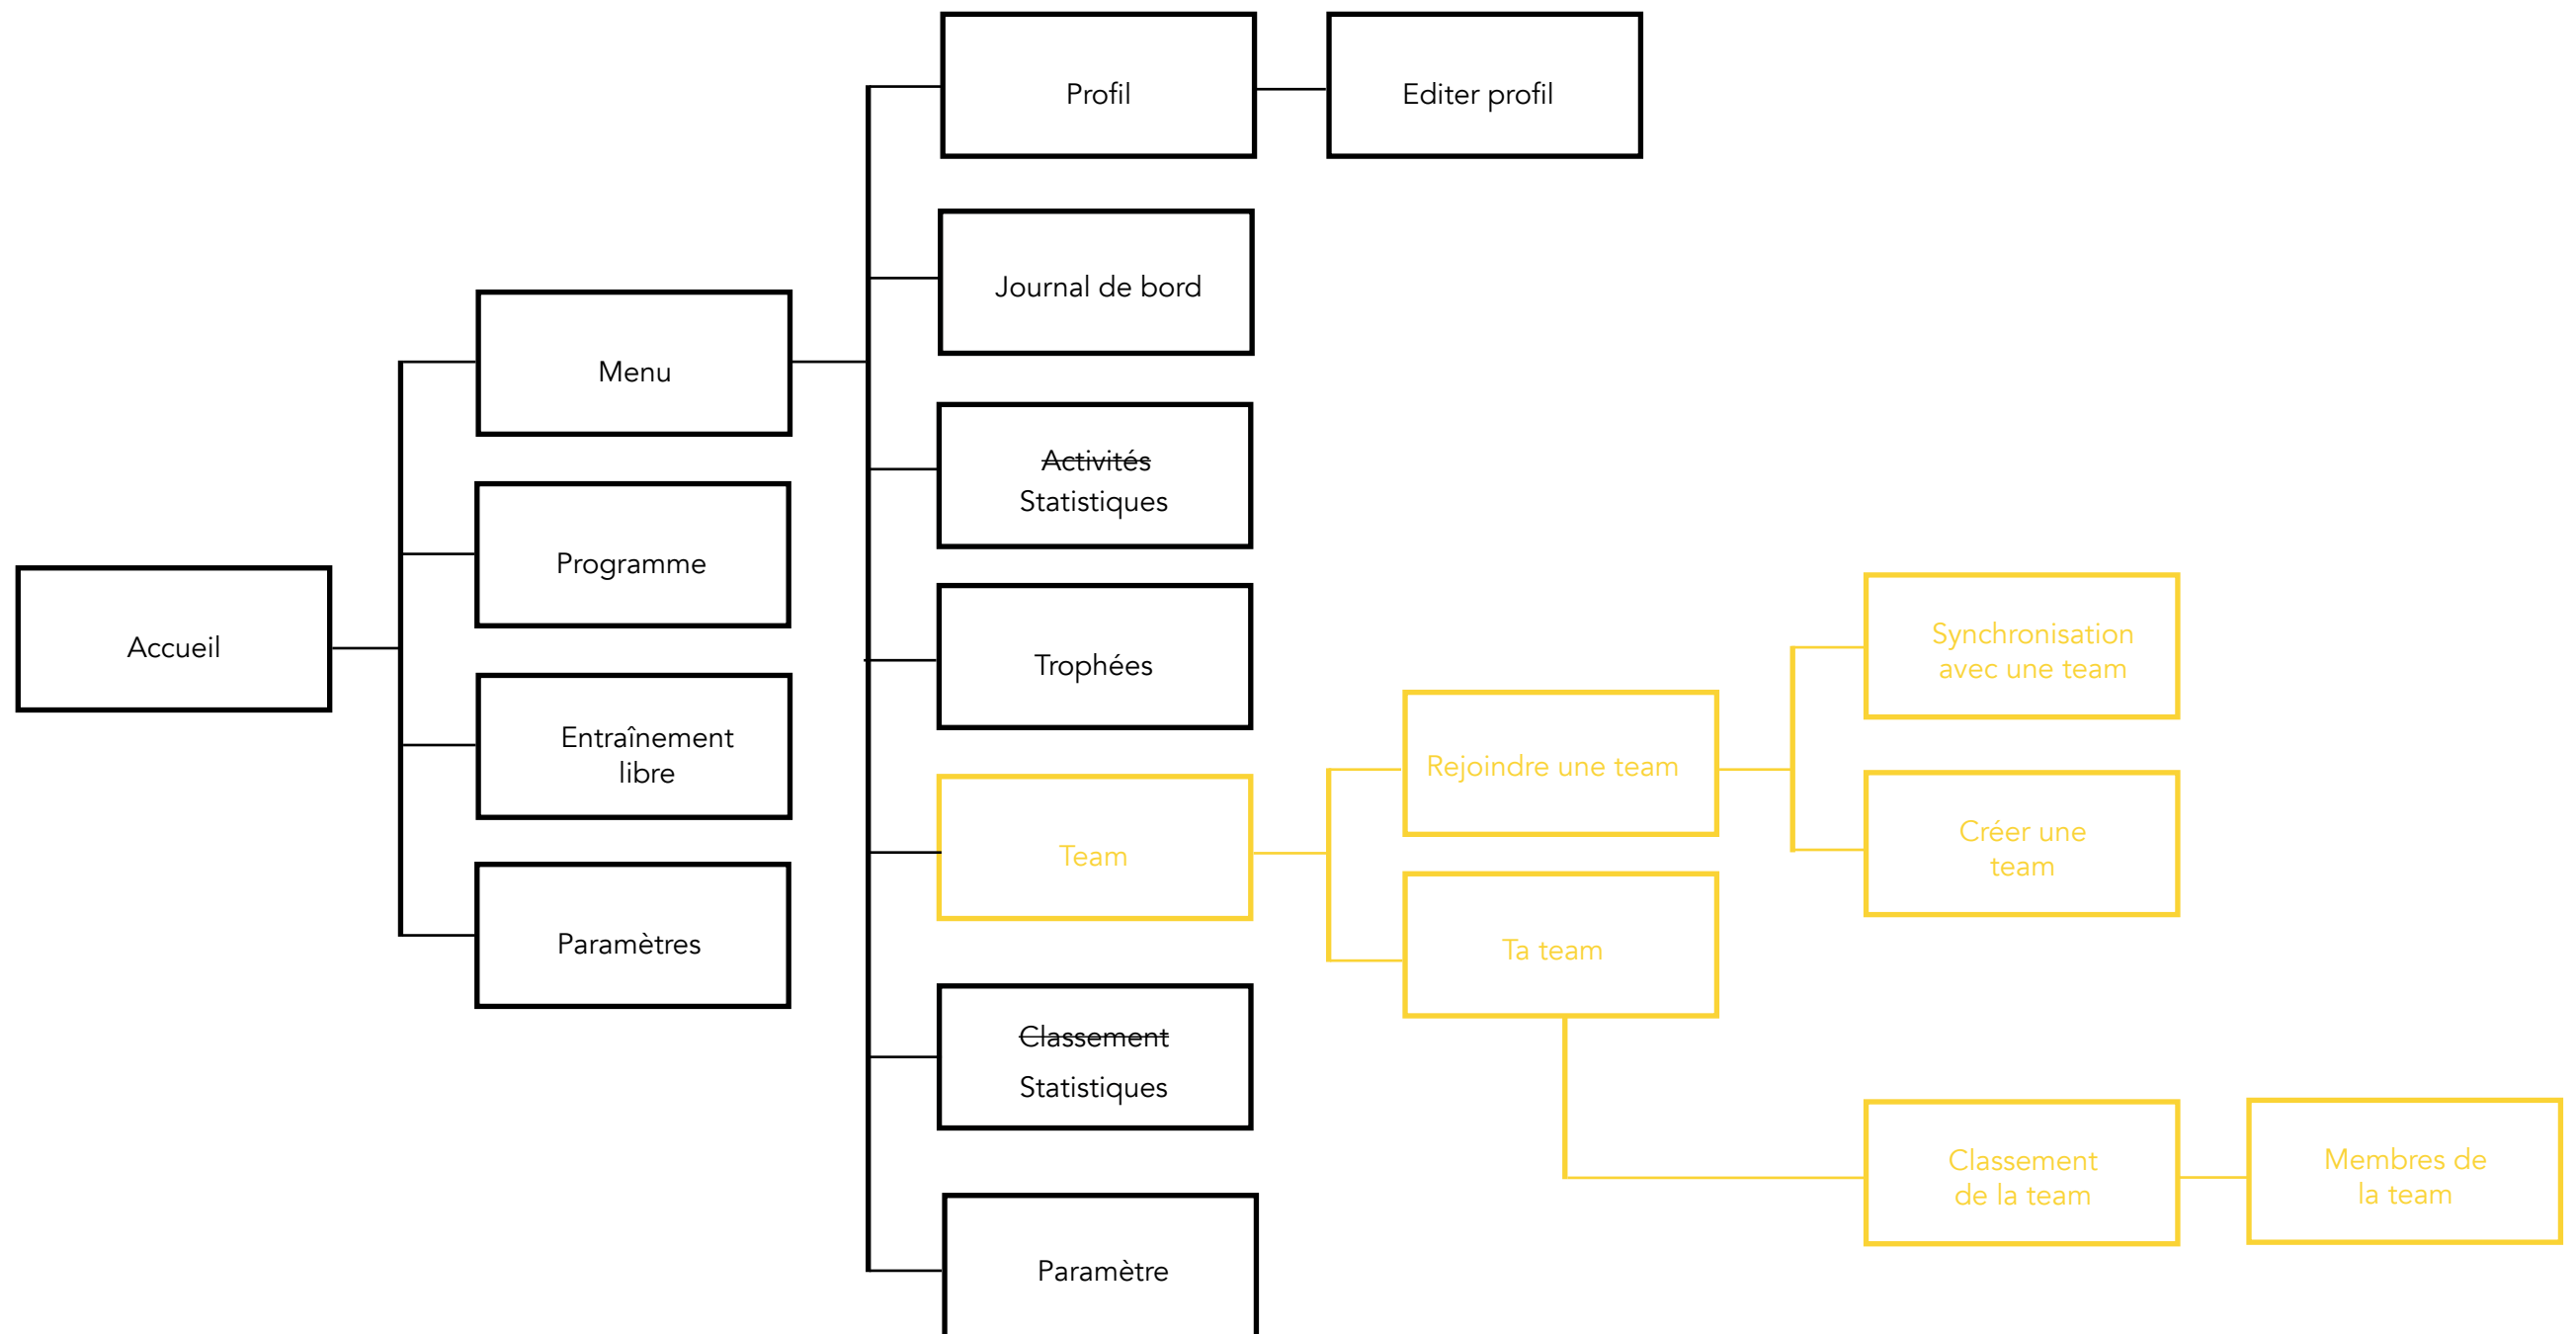 Profil
Editer profil
Journal de bord
Menu
Activités
Statistiques
Programme
Accueil
Trophées
Synchronisation
avec une team
Entraînement
libre
Rejoindre une team
Créer une
team
Team
Paramètres
Ta team
Classement
Statistiques
Classement
de la team
Membres de
la team
Paramètre